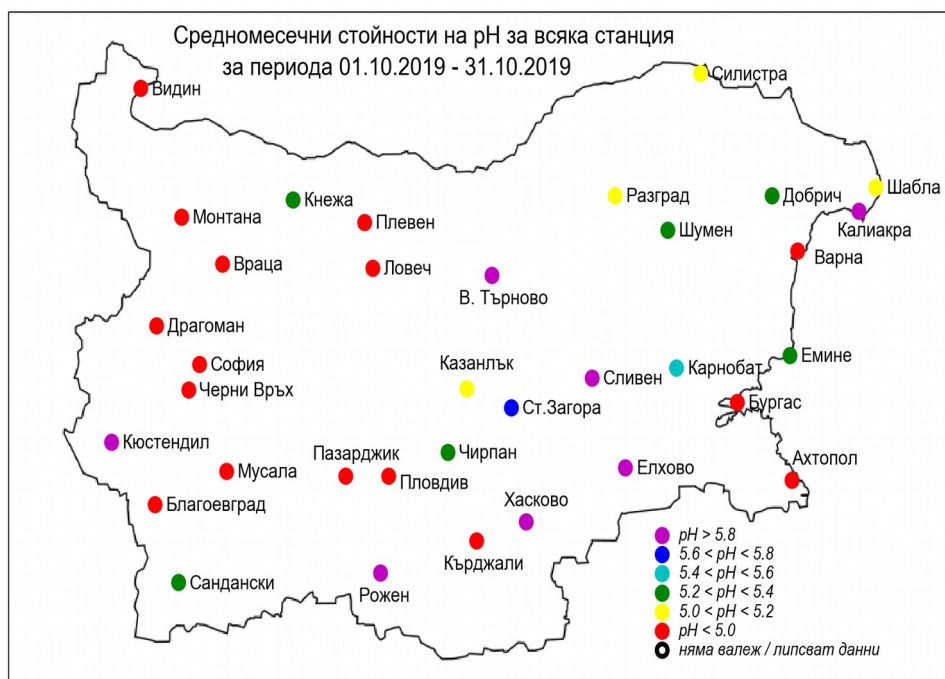 Средномесечни стойности на pH за всяка станция
за периода 01.10.2019 - 31.10.2019
Силистра
Видин
Шабла
Кнежа
Разград
Добрич
Монтана
Плевен
Калиакра
Шумен
Варна
Враца
Ловеч
В. Търново
Драгоман
Емине
София
Казанлък
Карнобат
Сливен
Черни Връх
Ст.Загора
Бургас
Кюстендил
Чирпан
Пазарджик
Ахтопол
Мусала
Елхово
Пловдив
Хасково
Благоевград
Кърджали
Сандански
Рожен
pH > 5.8
5.6 < pH < 5.8
5.4 < pH < 5.6
5.2 < pH < 5.4
5.0 < pH < 5.2
pH < 5.0
няма валеж / липсват данни